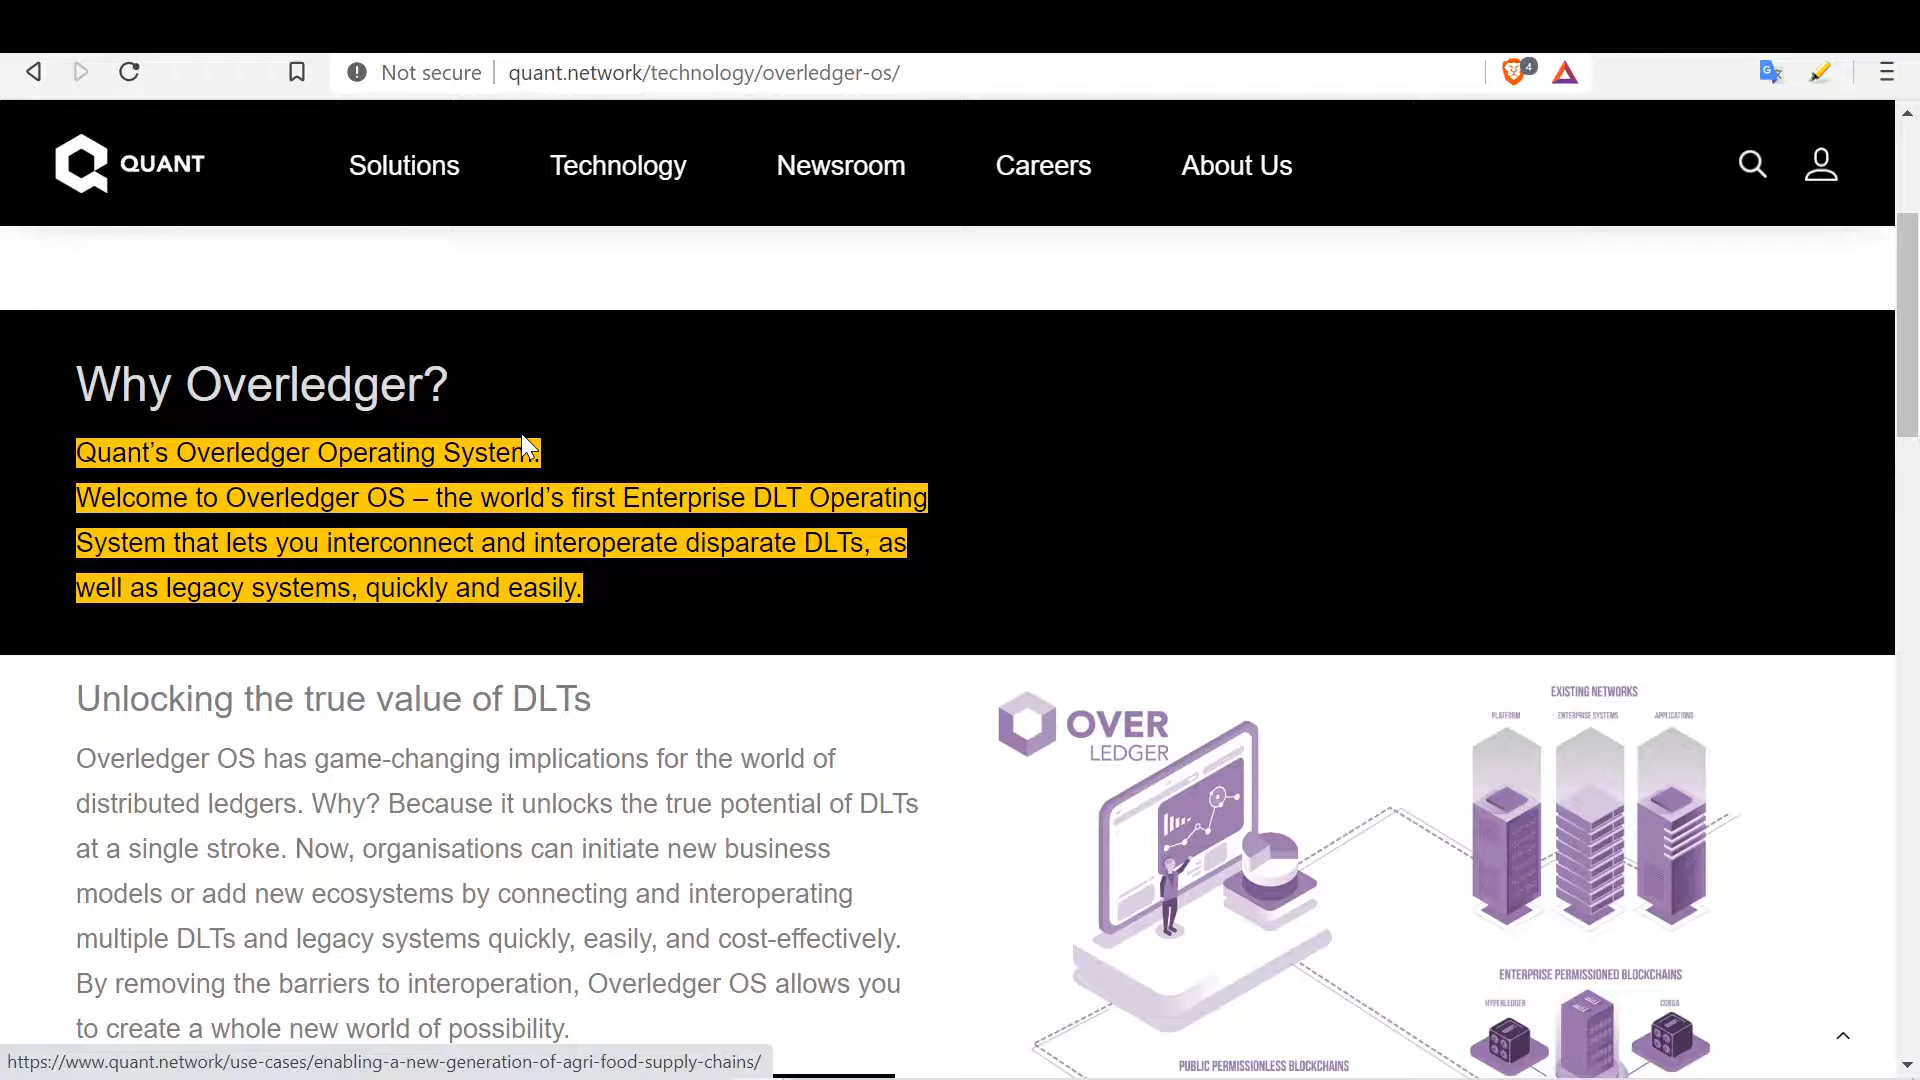 4
Not secure
quant.network/technology/overledger-os/
QUANT
Solutions
Technology
Newsroom
Careers
About Us
Why Overledger?
Quant’s Overledger Operating System.
Welcome to Overledger OS – the world’s first Enterprise DLT Operating
System that lets you interconnect and interoperate disparate DLTs, as
well as legacy systems, quickly and easily.
Unlocking the true value of DLTs
Overledger OS has game-changing implications for the world of
distributed ledgers. Why? Because it unlocks the true potential of DLTs
at a single stroke. Now, organisations can initiate new business
models or add new ecosystems by connecting and interoperating
multiple DLTs and legacy systems quickly, easily, and cost-effectively.
By removing the barriers to interoperation, Overledger OS allows you
to create a whole new world of possibility.
OVER
LEDGER
EXISTING NETWORKS
PLATFORM
ENTERPRISE SYSTEMS
APPLICATIONS
ENTERPRISE PERMISSIONED BLOCKCHAINS
HYPERLEDGER
CORDA
PUBLIC PERMISSIONLESS BLOCKCHAINS
https://www.quant.network/use-cases/enabling-a-new-generation-of-agri-food-supply-chains/